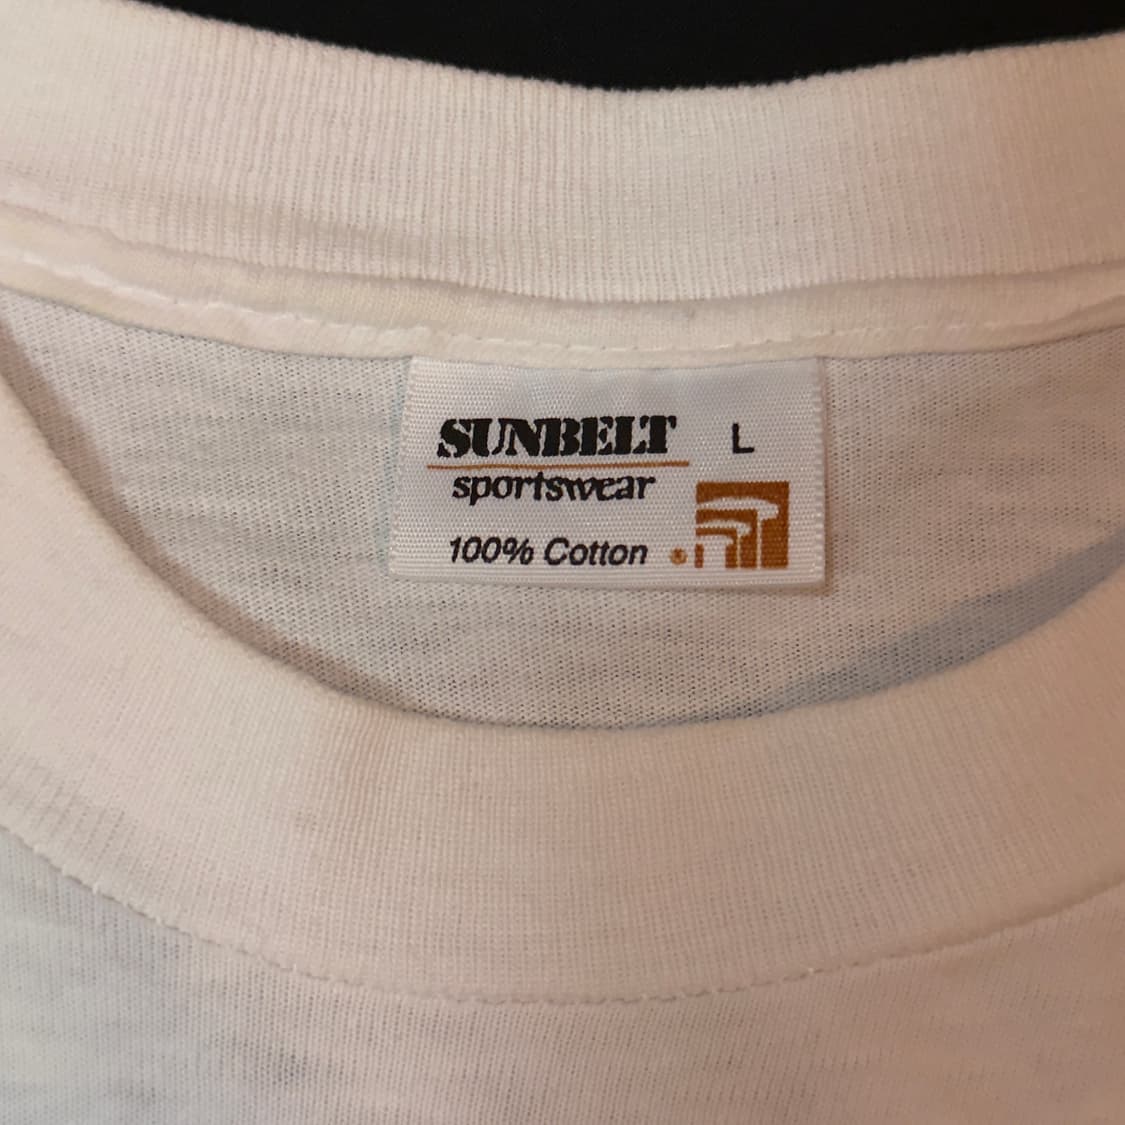 SUNBELT L
sportswear
100% Cotton ®